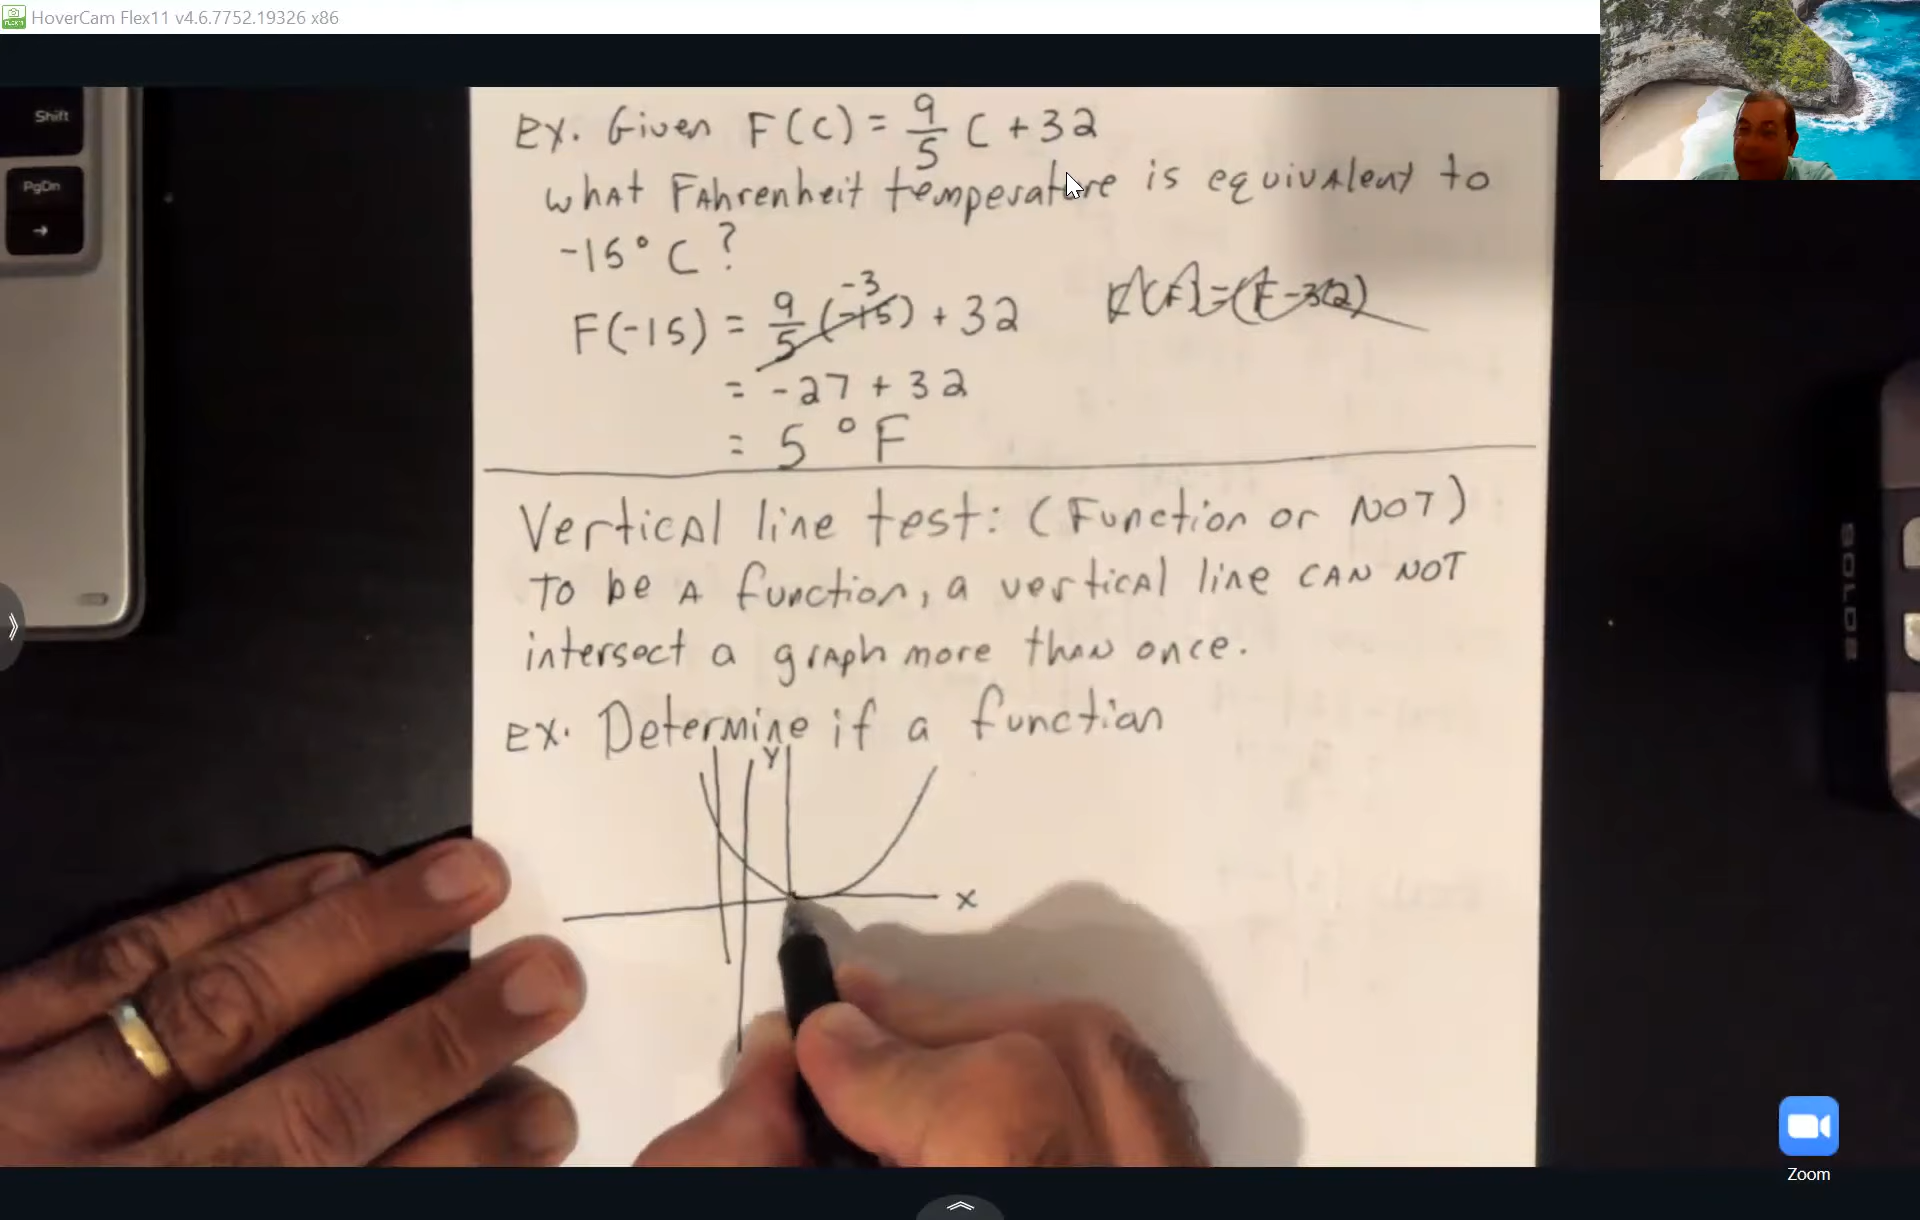 HoverCam Flex11 v4.6.7752.19326 x86
Shift
PgDn
→
ex. Given F(C) = 9/5 C + 32
what Fahrenheit temperature is equivalent to
-15° C ?
F(-15) = 9/5 (-15) + 32
-3
C(F) = (F - 32)
= -27 + 32
= 5 °F
Vertical line test: (Function or NOT)
To be A function, a vertical line CAN NOT
intersect a graph more than once.
ex. Determine if a function
Y
X
Zoom